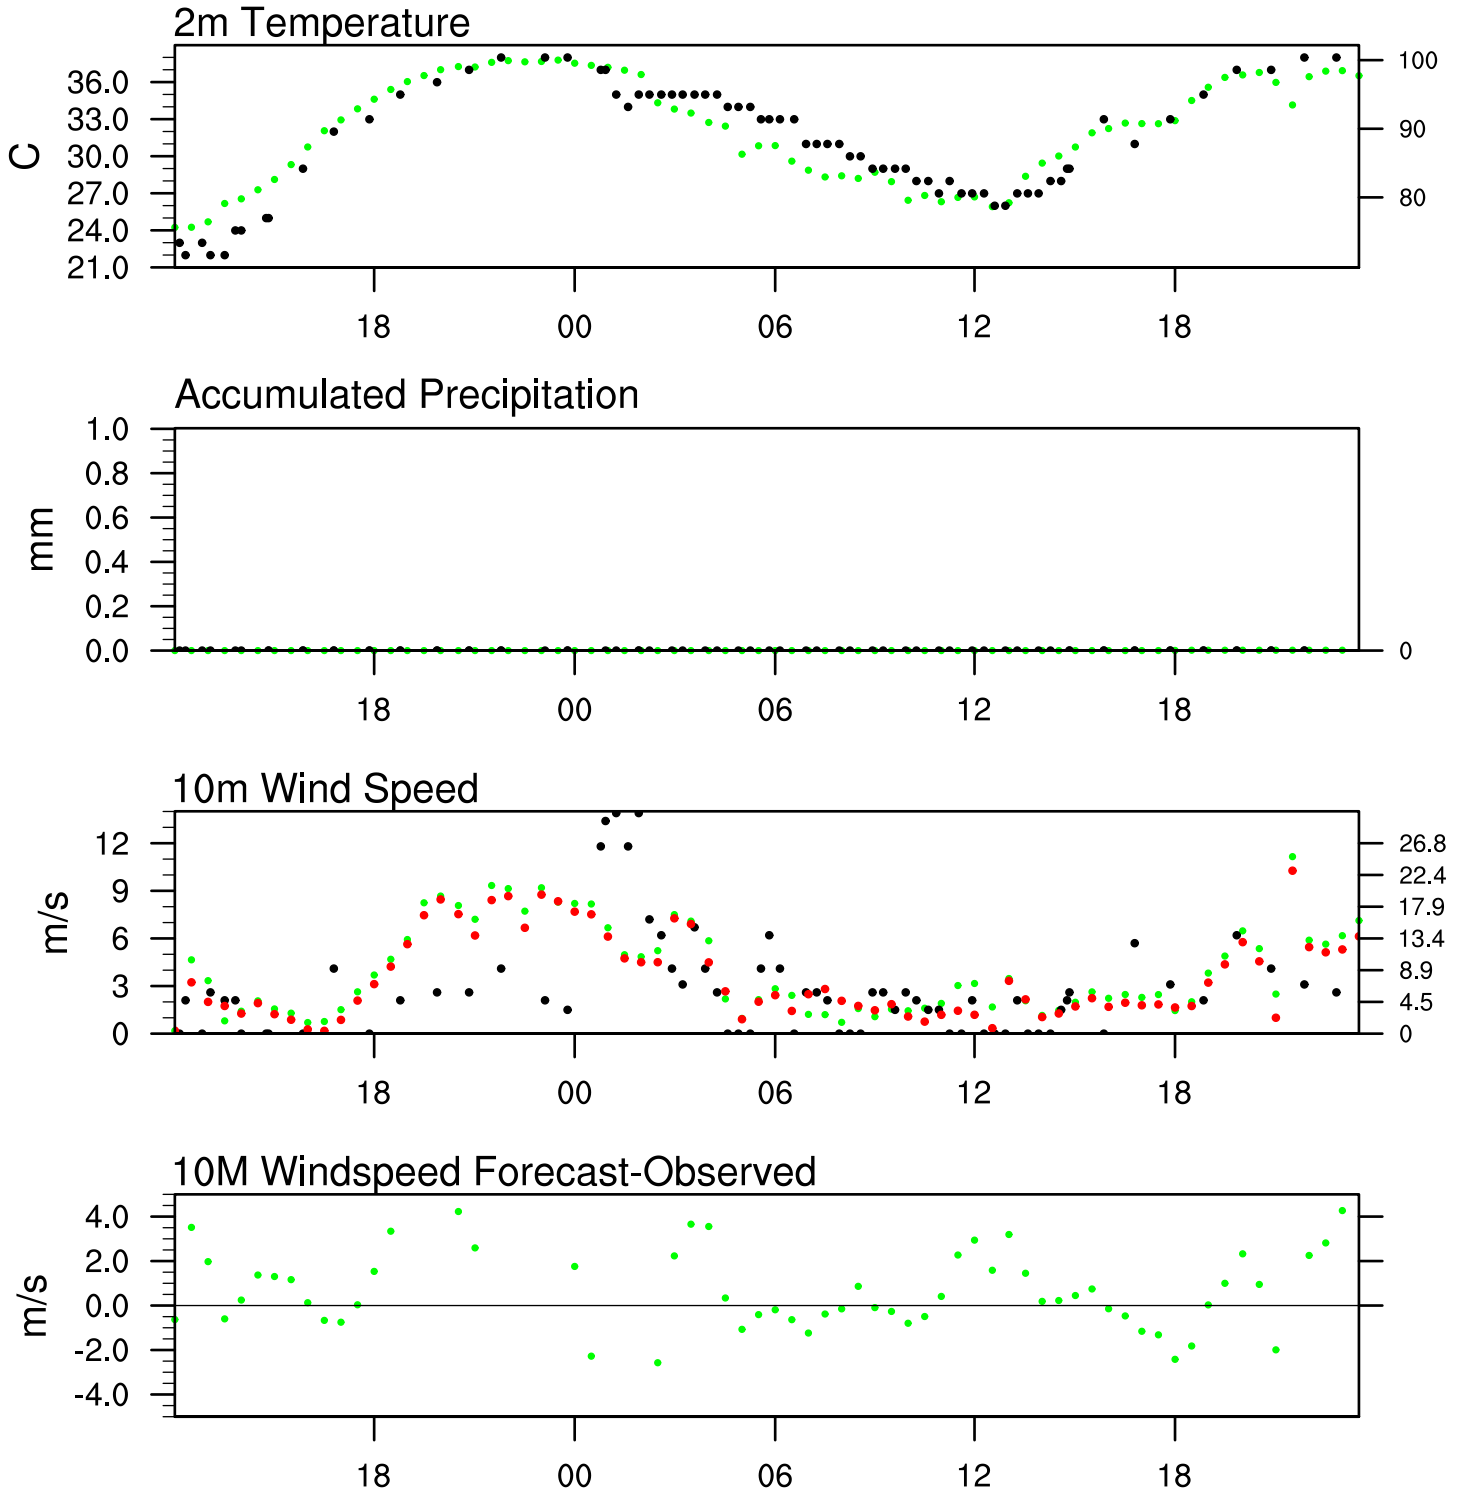 2m Temperature
36.0
33.0
30.0
27.0
24.0
21.0
C
100
90
80
18 00 06 12 18
Accumulated Precipitation
1.0
0.8
0.6
0.4
0.2
0.0
mm
0
18 00 06 12 18
10m Wind Speed
12
9
6
3
0
m/s
26.8
22.4
17.9
13.4
8.9
4.5
0
18 00 06 12 18
10M Windspeed Forecast-Observed
4.0
2.0
0.0
-2.0
-4.0
m/s
18 00 06 12 18